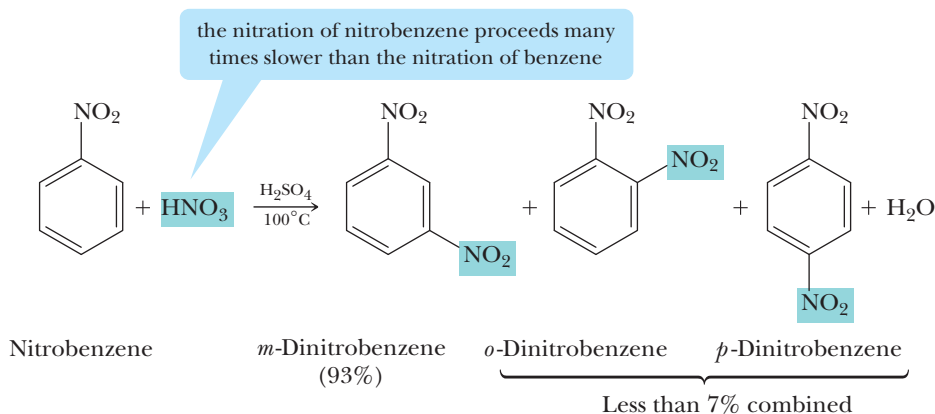 the nitration of nitrobenzene proceeds many
times slower than the nitration of benzene
NO₂ NO₂ NO₂ NO₂
NO₂
+ HNO₃ H₂SO₄ + + + H₂O
100°C
NO₂
NO₂
Nitrobenzene m-Dinitrobenzene o-Dinitrobenzene p-Dinitrobenzene
(93%)
Less than 7% combined